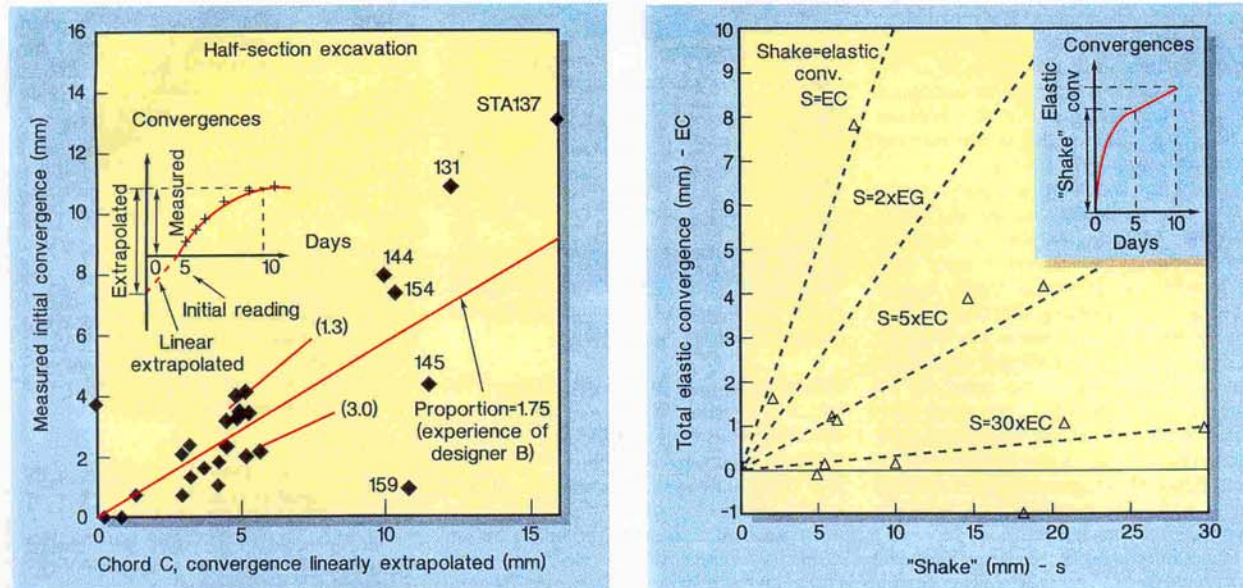 Half-section excavation
16
14
12
10
8
6
4
2
0
Measured initial convergence (mm)
STA137
131
144
154
145
159
Convergences
Extrapolated
Measured
Days
0
5
10
Initial reading
Linear
extrapolated
(1.3)
(3.0)
Proportion=1.75
(experience of
designer B)
0
5
10
15
Chord C, convergence linearly extrapolated (mm)
10
9
8
7
6
5
4
3
2
1
0
-1
Total elastic convergence (mm) - EC
Shake=elastic
conv.
S=EC
S=2xEG
S=5xEC
S=30xEC
Convergences
Elastic
conv
"Shake"
0
5
10
Days
0
5
10
15
20
25
30
"Shake" (mm) - s